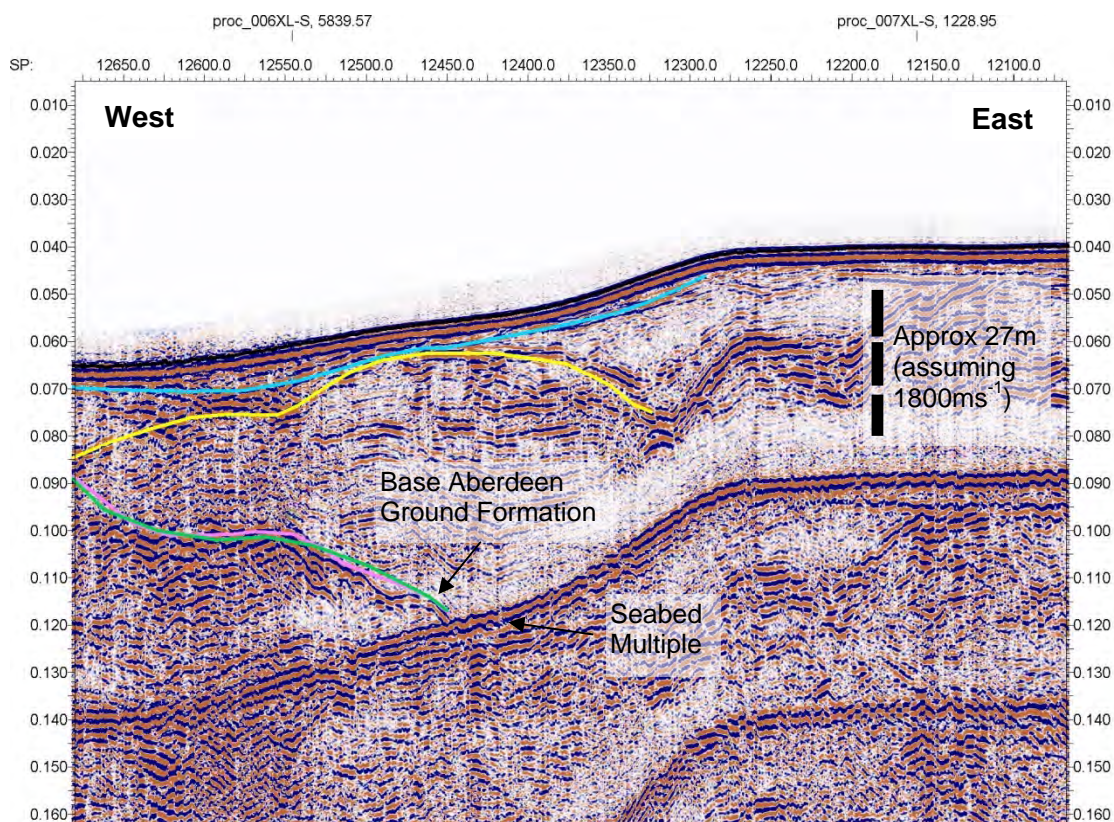 proc_006XL-S, 5839.57 proc_007XL-S, 1228.95
SP: 12650.0 12600.0 12550.0 12500.0 12450.0 12400.0 12350.0 12300.0 12250.0 12200.0 12150.0 12100.0
West East
0.010 0.010
0.020 0.020
0.030 0.030
0.040 0.040
0.050 0.050
0.060 0.060
0.070 0.070
0.080 0.080
0.090 0.090
0.100 0.100
0.110 0.110
0.120 0.120
0.130 0.130
0.140 0.140
0.150 0.150
0.160 0.160
Approx 27m
(assuming
1800ms⁻¹)
Base Aberdeen
Ground Formation
Seabed
Multiple